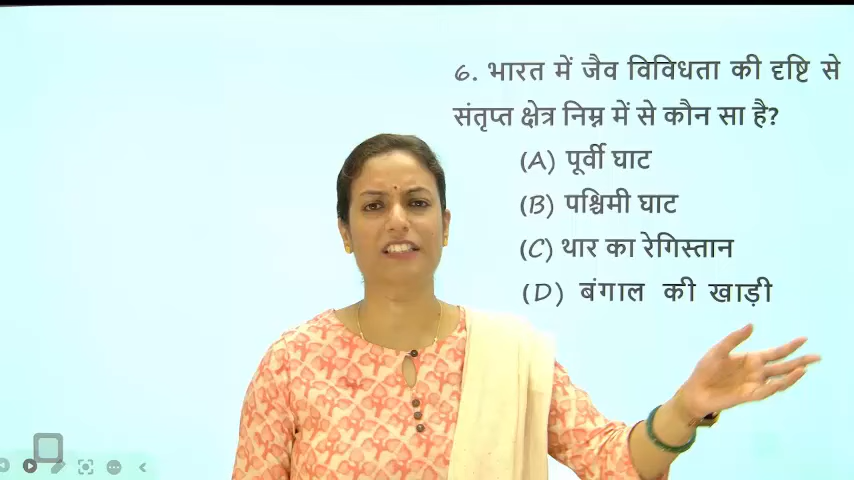 6. भारत में जैव विविधता की दृष्टि से
संतृप्त क्षेत्र निम्न में से कौन सा है?
(A) पूर्वी घाट
(B) पश्चिमी घाट
(C) थार का रेगिस्तान
(D) बंगाल की खाड़ी